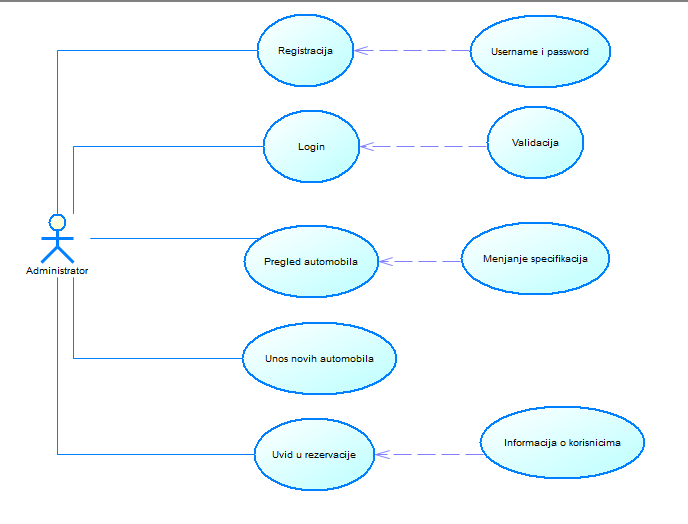 Registracija
Username i password
Login
Validacija
Administrator
Pregled automobila
Menjanje specifikacija
Unos novih automobila
Uvid u rezervacije
Informacija o korisnicima